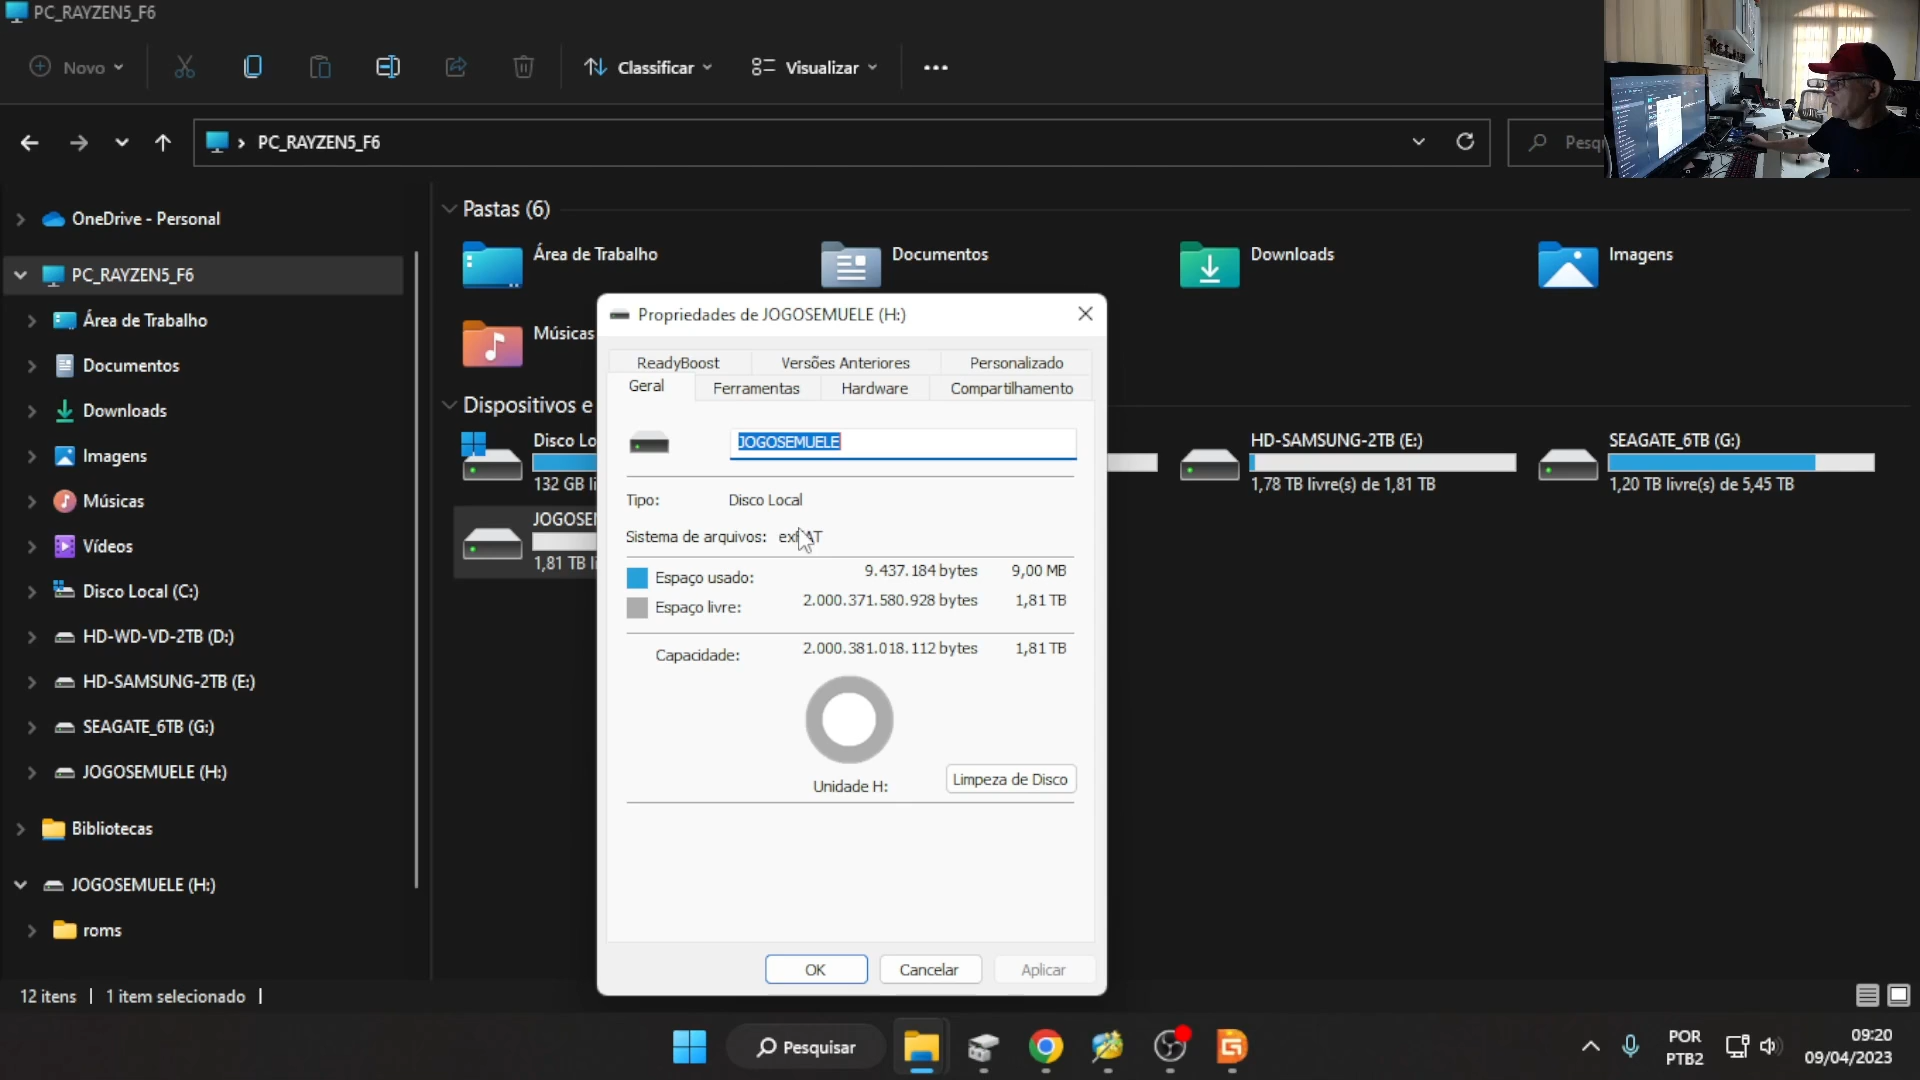 PC_RAYZEN5_F6
Novo
Classificar
Visualizar
PC_RAYZEN5_F6
OneDrive - Personal
PC_RAYZEN5_F6
Área de Trabalho
Documentos
Downloads
Imagens
Músicas
Vídeos
Disco Local (C:)
HD-WD-VD-2TB (D:)
HD-SAMSUNG-2TB (E:)
SEAGATE_6TB (G:)
JOGOSEMUELE (H:)
Bibliotecas
JOGOSEMUELE (H:)
roms
Pastas (6)
Área de Trabalho
Documentos
Downloads
Imagens
Músicas
Dispositivos e
Disco Lo
132 GB li
HD-SAMSUNG-2TB (E:)
1,78 TB livre(s) de 1,81 TB
SEAGATE_6TB (G:)
1,20 TB livre(s) de 5,45 TB
JOGOSE
1,81 TB li
Propriedades de JOGOSEMUELE (H:)
ReadyBoost Versões Anteriores Personalizado
Geral Ferramentas Hardware Compartilhamento
JOGOSEMUELE
Tipo: Disco Local
Sistema de arquivos:
Espaço usado: 9.437.184 bytes 9,00 MB
Espaço livre: 2.000.371.580.928 bytes 1,81 TB
Capacidade: 2.000.381.018.112 bytes 1,81 TB
Unidade H:
Limpeza de Disco
OK Cancelar Aplicar
12 itens 1 item selecionado
Pesquisar
POR
PTB2
09:20
09/04/2023